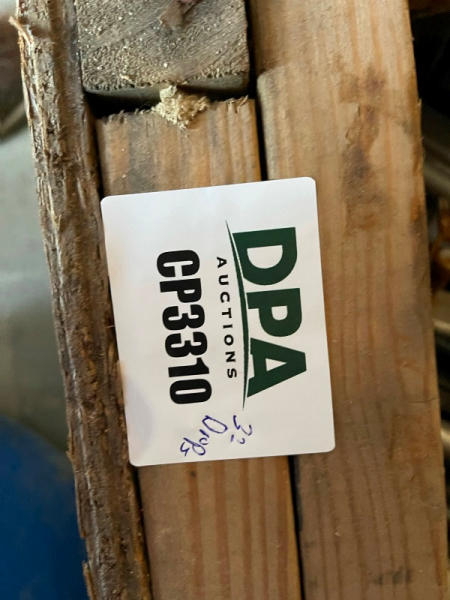 DPA
AUCTIONS
CP3310
32
Drops